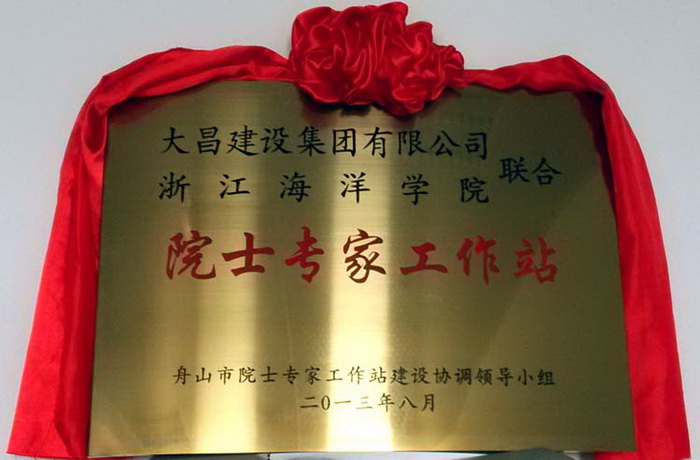 大昌建设集团有限公司
浙江海洋学院
联合
院士专家工作站
舟山市院士专家工作站建设协调领导小组
二〇一三年八月